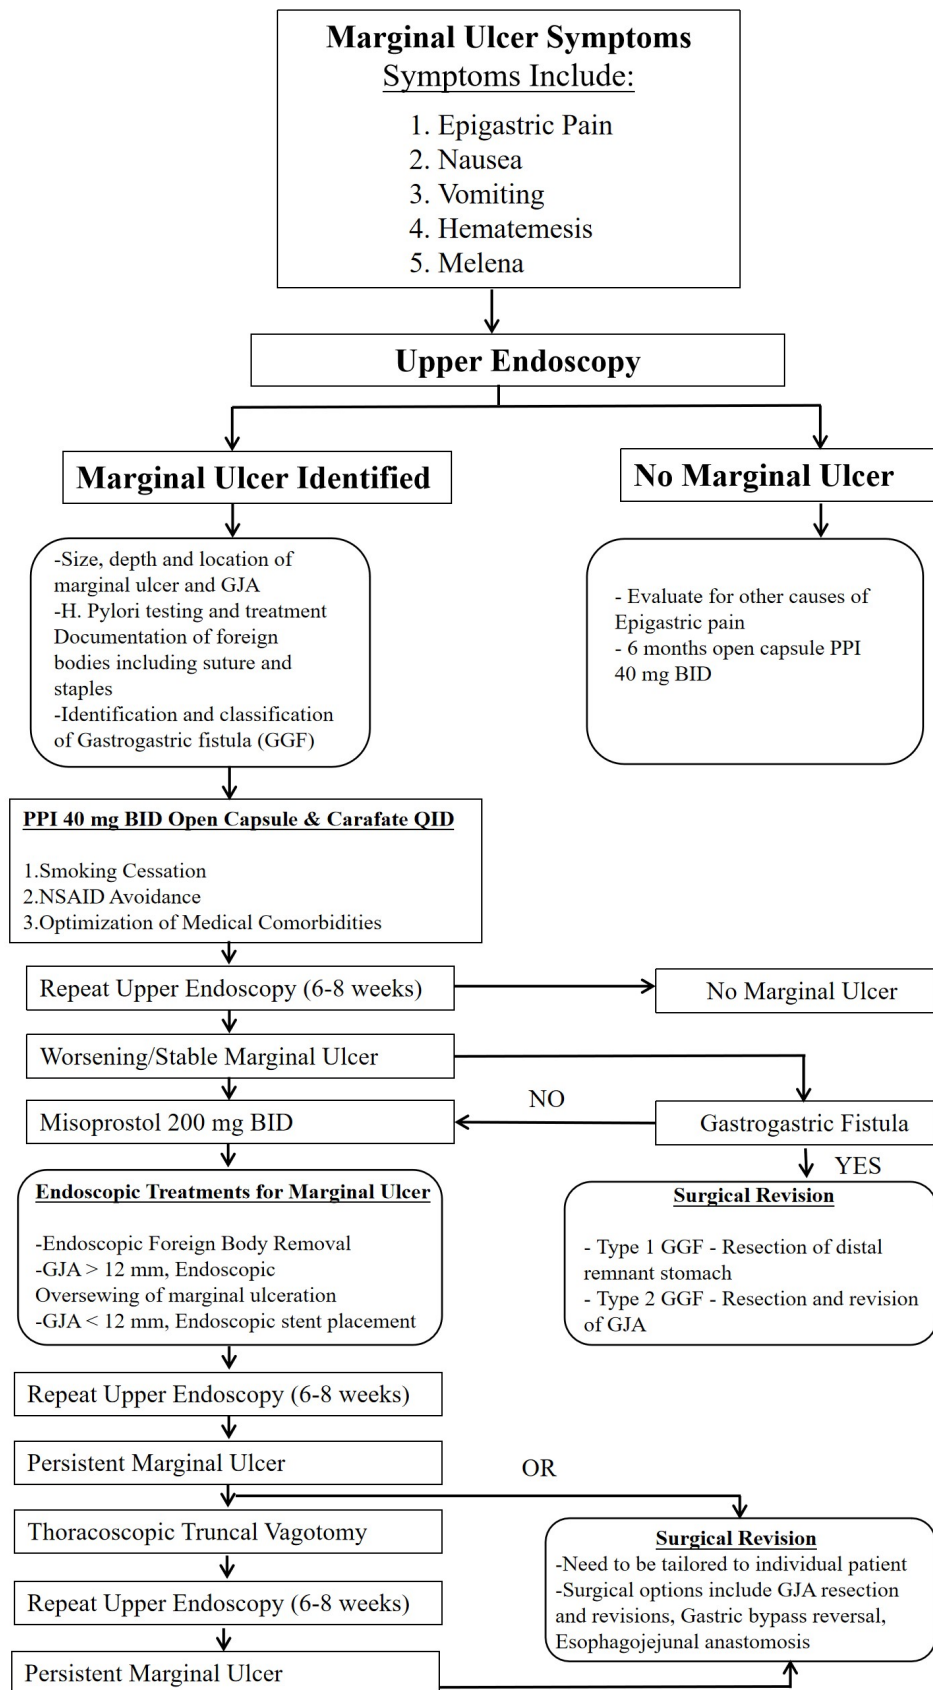 Marginal Ulcer Symptoms
Symptoms Include:
1. Epigastric Pain
2. Nausea
3. Vomiting
4. Hematemesis
5. Melena
Upper Endoscopy
Marginal Ulcer Identified
No Marginal Ulcer
-Size, depth and location of
marginal ulcer and GJA
-H. Pylori testing and treatment
Documentation of foreign
bodies including suture and
staples
-Identification and classification
of Gastrogastric fistula (GGF)
- Evaluate for other causes of
Epigastric pain
- 6 months open capsule PPI
40 mg BID
PPI 40 mg BID Open Capsule & Carafate QID
1.Smoking Cessation
2.NSAID Avoidance
3.Optimization of Medical Comorbidities
Repeat Upper Endoscopy (6-8 weeks)
No Marginal Ulcer
Worsening/Stable Marginal Ulcer
NO
Misoprostol 200 mg BID
Gastrogastric Fistula
YES
Endoscopic Treatments for Marginal Ulcer
-Endoscopic Foreign Body Removal
-GJA > 12 mm, Endoscopic
Oversewing of marginal ulceration
-GJA < 12 mm, Endoscopic stent placement
Surgical Revision
- Type 1 GGF - Resection of distal
remnant stomach
- Type 2 GGF - Resection and revision
of GJA
Repeat Upper Endoscopy (6-8 weeks)
Persistent Marginal Ulcer
OR
Thoracoscopic Truncal Vagotomy
Surgical Revision
-Need to be tailored to individual patient
-Surgical options include GJA resection
and revisions, Gastric bypass reversal,
Esophagojejunal anastomosis
Repeat Upper Endoscopy (6-8 weeks)
Persistent Marginal Ulcer